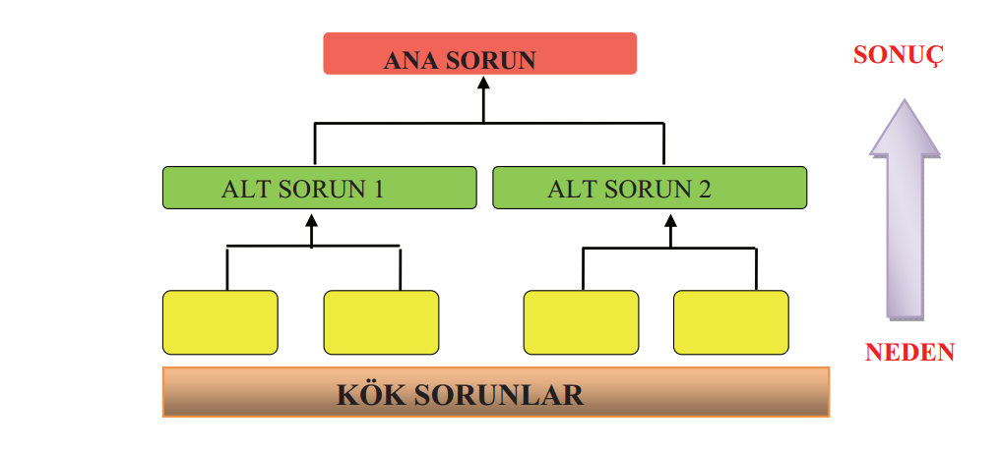 ANA SORUN
SONUÇ
ALT SORUN 1
ALT SORUN 2
NEDEN
KÖK SORUNLAR